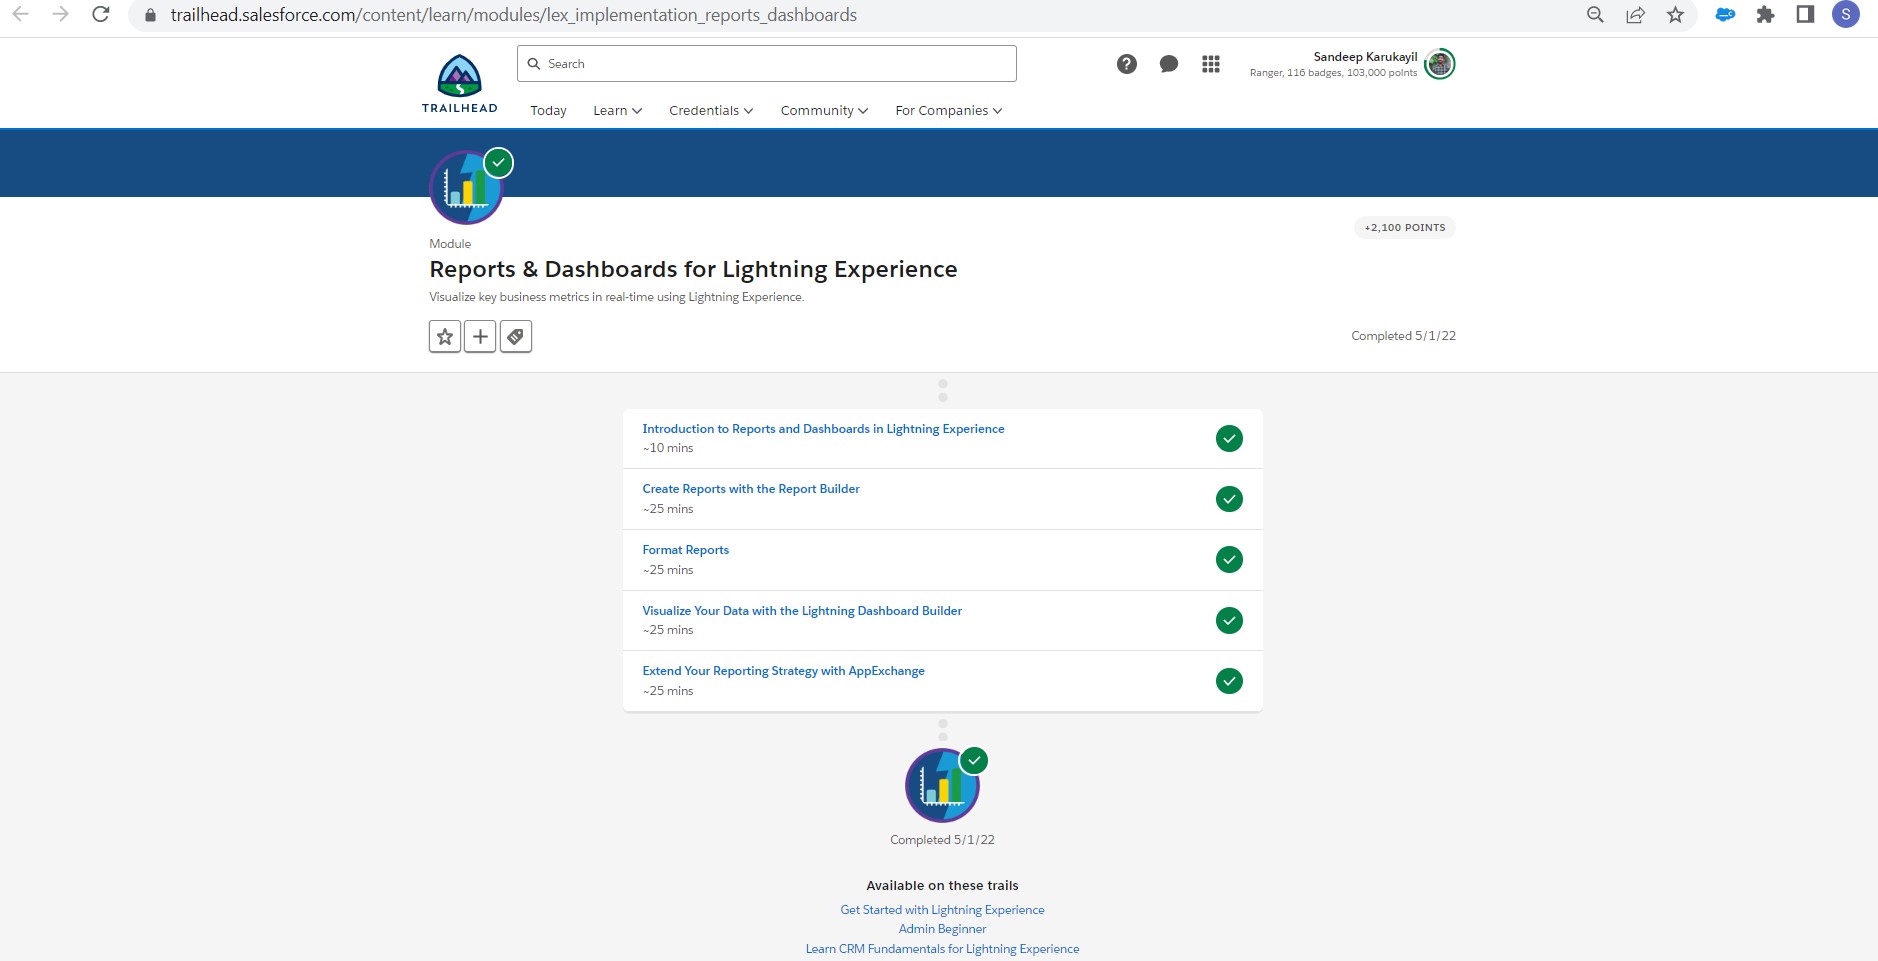 trailhead.salesforce.com/content/learn/modules/lex_implementation_reports_dashboards
S
TRAILHEAD
Search
Sandeep Karukayil
Ranger, 116 badges, 103,000 points
Today
Learn
Credentials
Community
For Companies
+2,100 POINTS
Module
Reports & Dashboards for Lightning Experience
Visualize key business metrics in real-time using Lightning Experience.
Completed 5/1/22
Introduction to Reports and Dashboards in Lightning Experience
~10 mins
Create Reports with the Report Builder
~25 mins
Format Reports
~25 mins
Visualize Your Data with the Lightning Dashboard Builder
~25 mins
Extend Your Reporting Strategy with AppExchange
~25 mins
Completed 5/1/22
Available on these trails
Get Started with Lightning Experience
Admin Beginner
Learn CRM Fundamentals for Lightning Experience